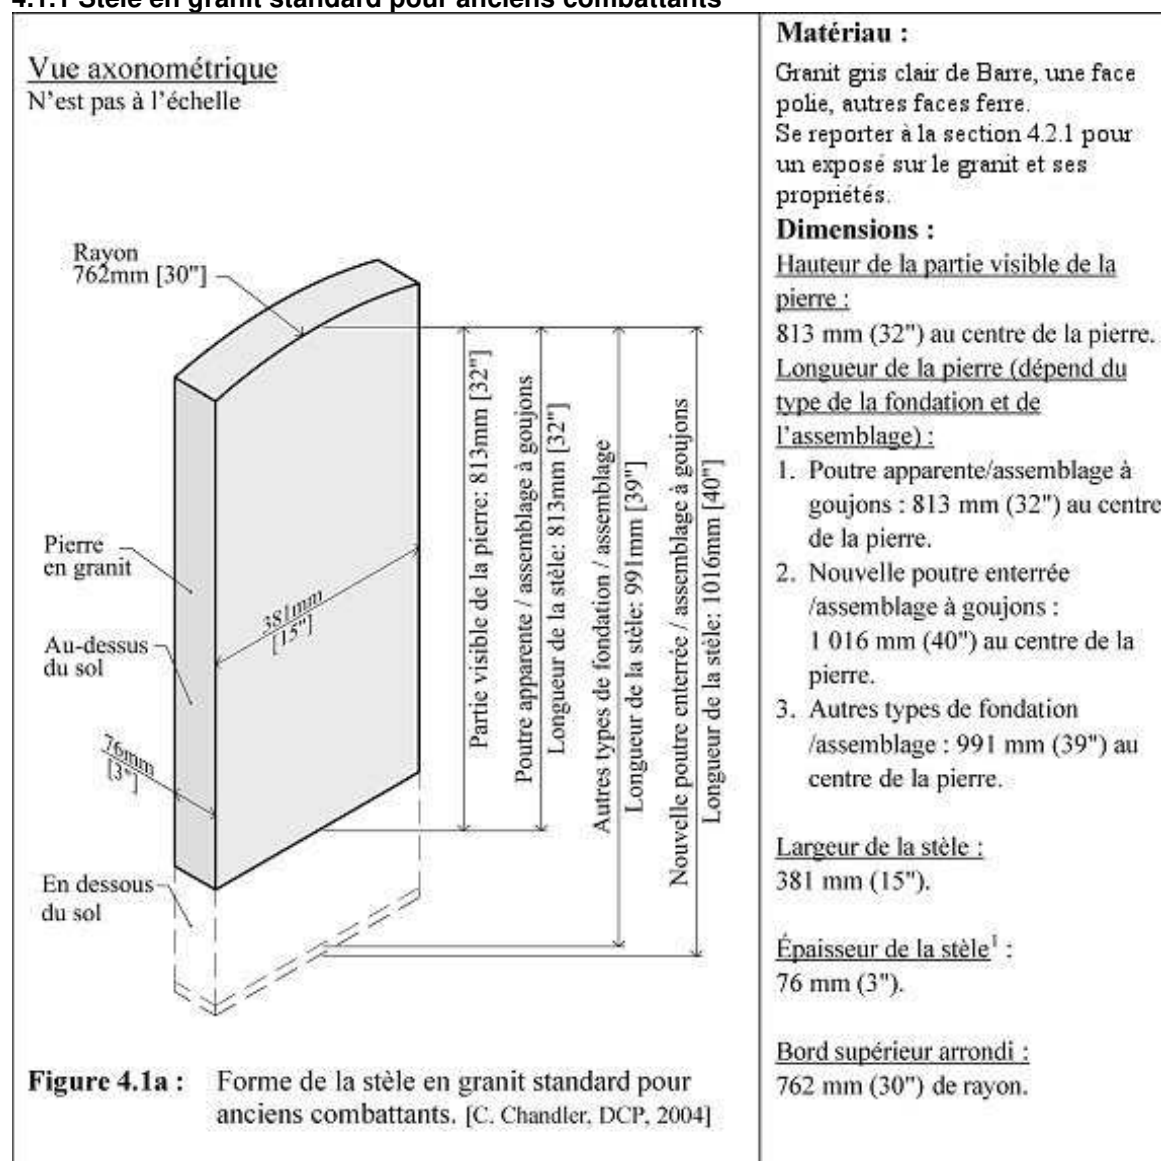 4.1.1 Stèle en granit standard pour anciens combattants
Vue axonométrique
N'est pas à l'échelle
Rayon
762mm [30"]
Pierre
en granit
Au-dessus
du sol
En dessous
du sol
381mm
[15"]
76mm
[3"]
Partie visible de la pierre: 813mm [32"]
Poutre apparente / assemblage à goujons
Longueur de la stèle: 813mm [32"]
Autres types de fondation / assemblage
Longueur de la stèle: 991mm [39"]
Nouvelle poutre enterrée / assemblage à goujons
Longueur de la stèle: 1016mm [40"]
Figure 4.1a : Forme de la stèle en granit standard pour
anciens combattants. [C. Chandler, DCP, 2004]
Matériau :
Granit gris clair de Barre, une face
polie, autres faces ferre.
Se reporter à la section 4.2.1 pour
un exposé sur le granit et ses
propriétés.
Dimensions :
Hauteur de la partie visible de la
pierre :
813 mm (32") au centre de la pierre.
Longueur de la pierre (dépend du
type de la fondation et de
l'assemblage) :
1. Poutre apparente/assemblage à
goujons : 813 mm (32") au centre
de la pierre.
2. Nouvelle poutre enterrée
/assemblage à goujons :
1 016 mm (40") au centre de la
pierre.
3. Autres types de fondation
/assemblage : 991 mm (39") au
centre de la pierre.
Largeur de la stèle :
381 mm (15").
Épaisseur de la stèle¹ :
76 mm (3").
Bord supérieur arrondi :
762 mm (30") de rayon.